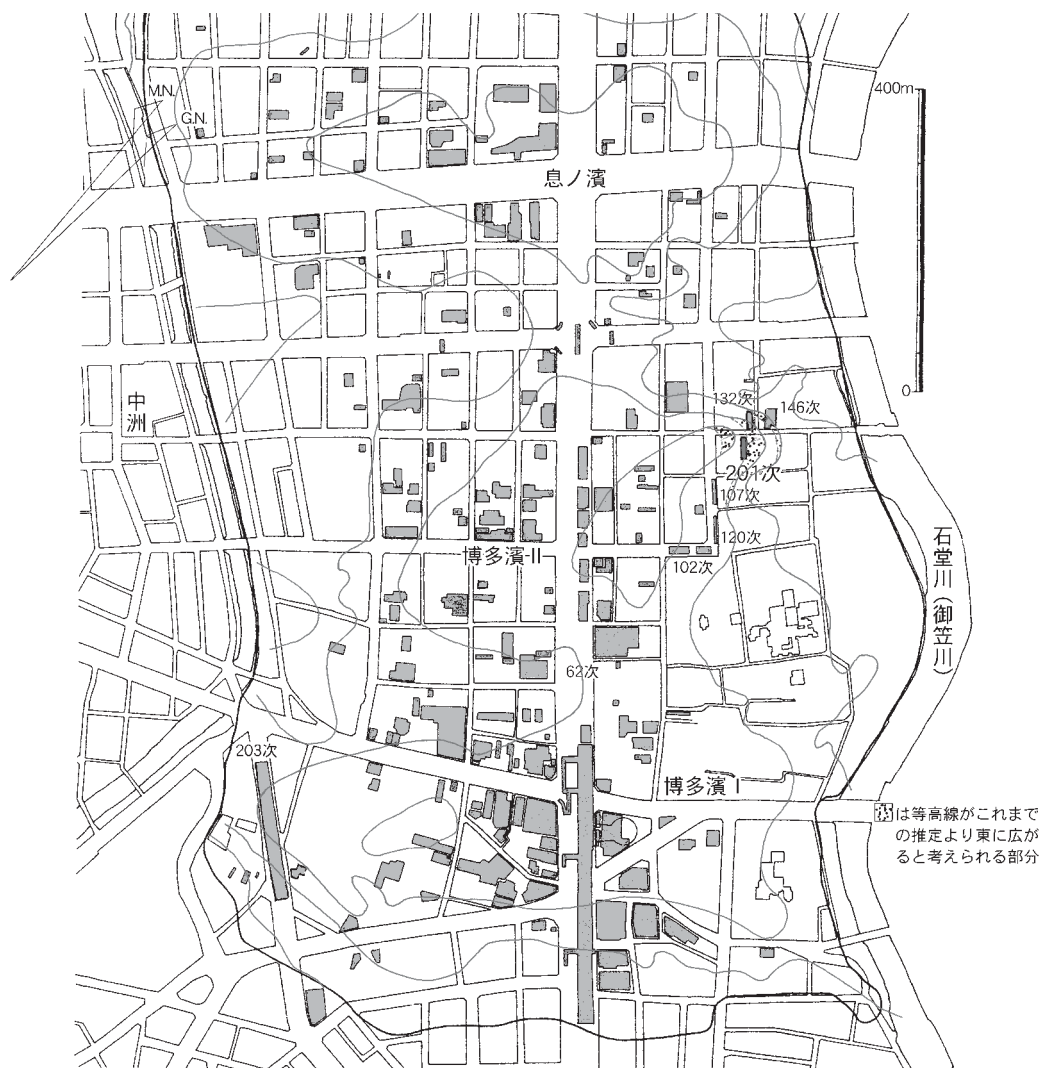 M.N.
G.N.
400m
0
息ノ濱
中洲
132次
146次
201次
107次
120次
102次
博多濱-II
石堂川（御笠川）
62次
203次
博多濱 I
は等高線がこれまで
の推定より東に広が
ると考えられる部分